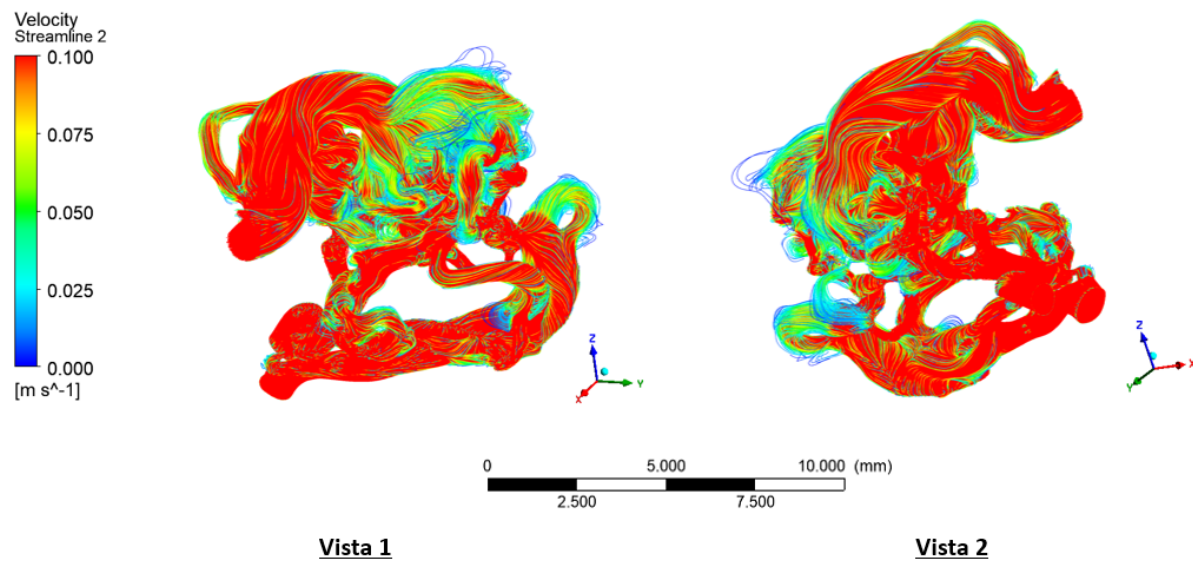 Velocity
Streamline 2
0.100
0.075
0.050
0.025
0.000
[m s^-1]
Z
Y
X
Z
X
Y
0 5.000 10.000 (mm)
2.500 7.500
Vista 1 Vista 2